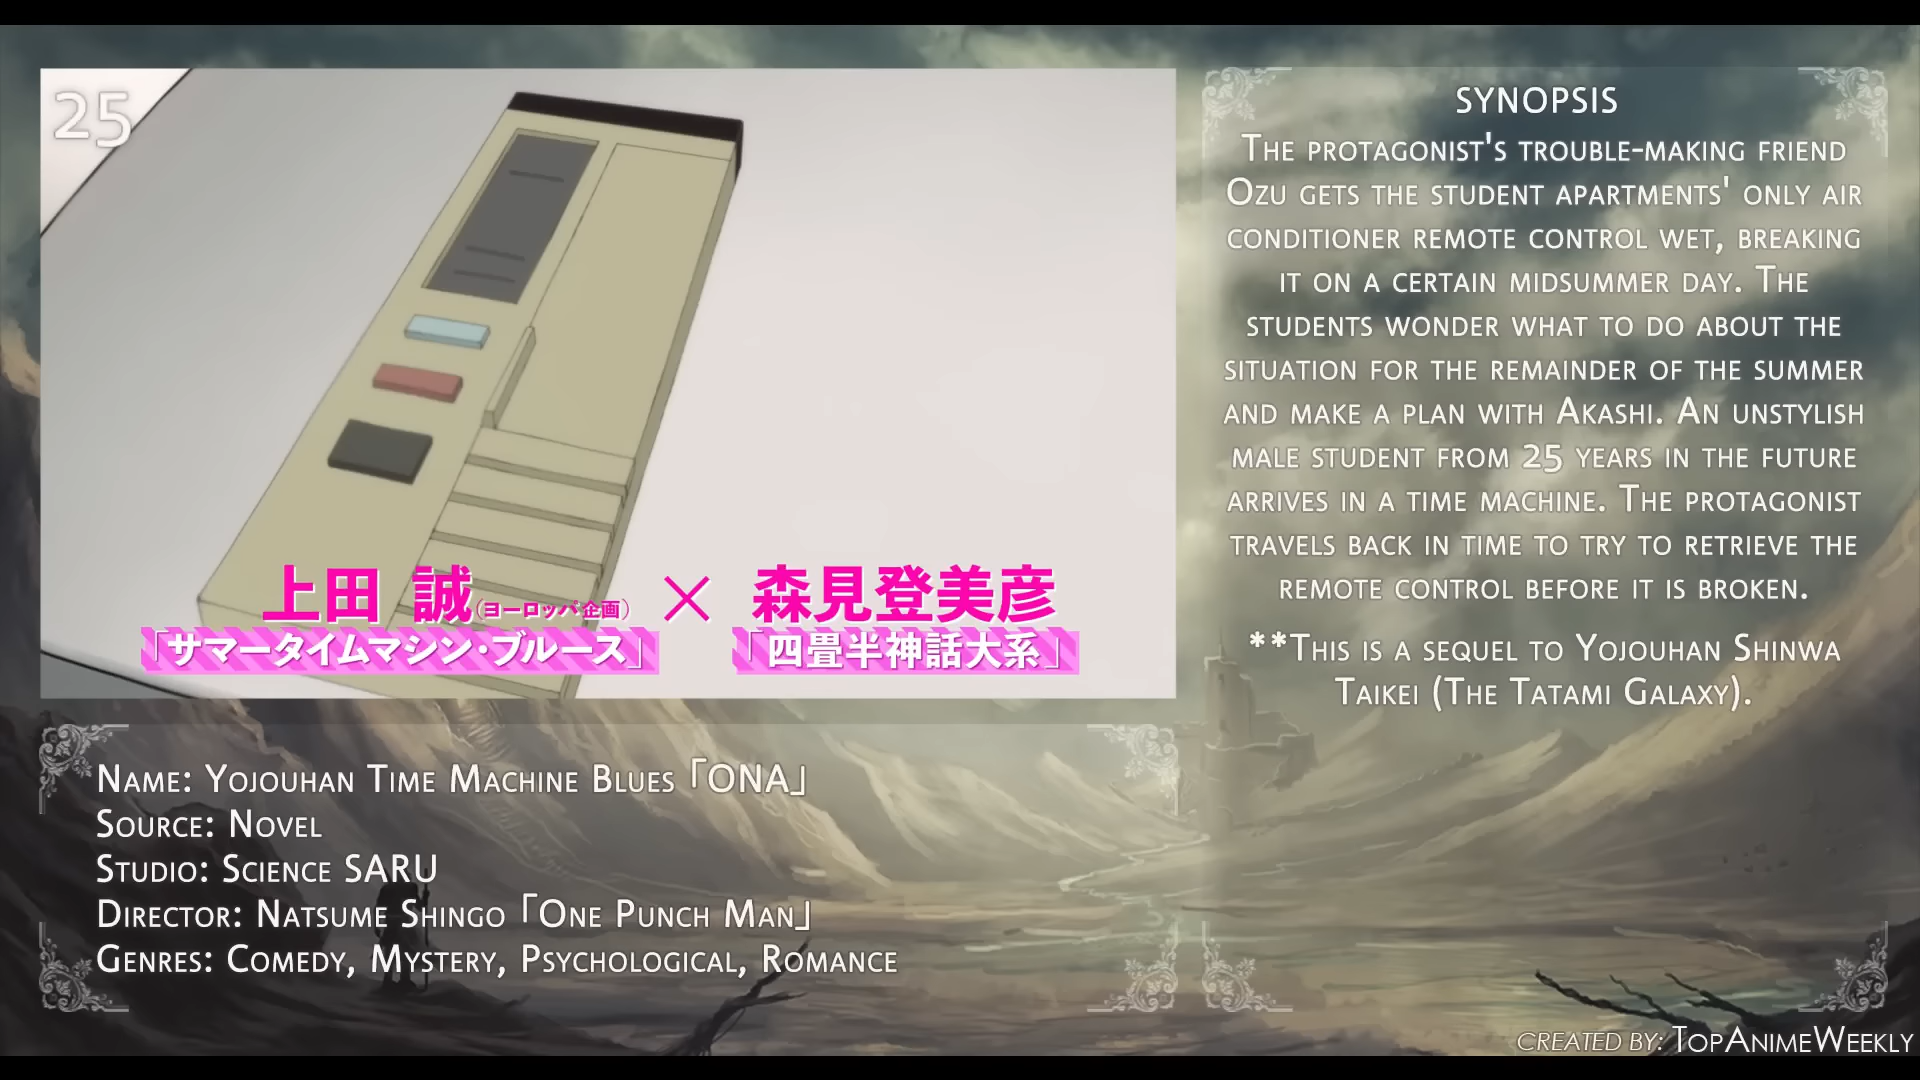 25
上田 誠(ヨーロッパ企画) × 森見登美彦
「サマータイムマシン・ブルース」 「四畳半神話大系」
SYNOPSIS
The protagonist's trouble-making friend
Ozu gets the student apartments' only air
conditioner remote control wet, breaking
it on a certain midsummer day. The
students wonder what to do about the
situation for the remainder of the summer
and make a plan with Akashi. An unstylish
male student from 25 years in the future
arrives in a time machine. The protagonist
travels back in time to try to retrieve the
remote control before it is broken.
**This is a sequel to Yojouhan Shinwa
Taikei (The Tatami Galaxy).
Name: Yojouhan Time Machine Blues「ONA」
Source: Novel
Studio: Science SARU
Director: Natsume Shingo「One Punch Man」
Genres: Comedy, Mystery, Psychological, Romance
CREATED BY: TopAnimeWeekly